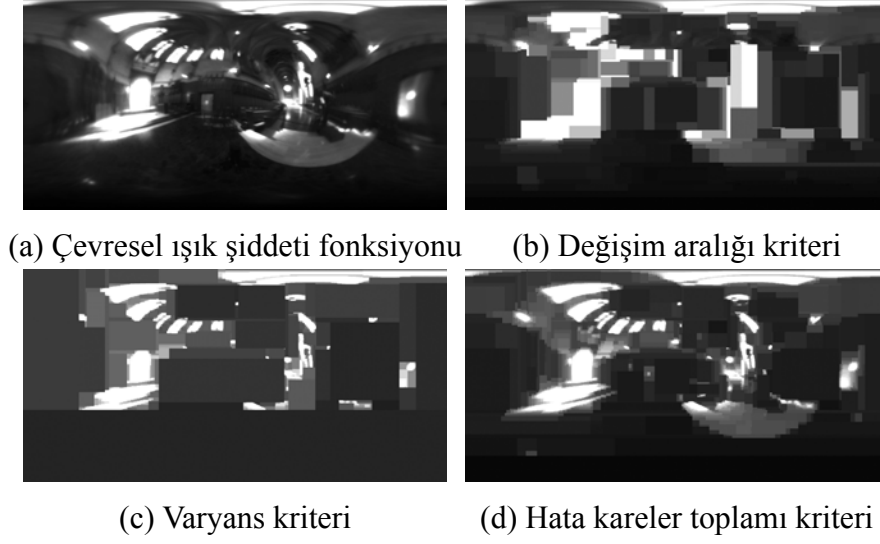 (a) Çevresel ışık şiddeti fonksiyonu
(b) Değişim aralığı kriteri
(c) Varyans kriteri
(d) Hata kareler toplamı kriteri